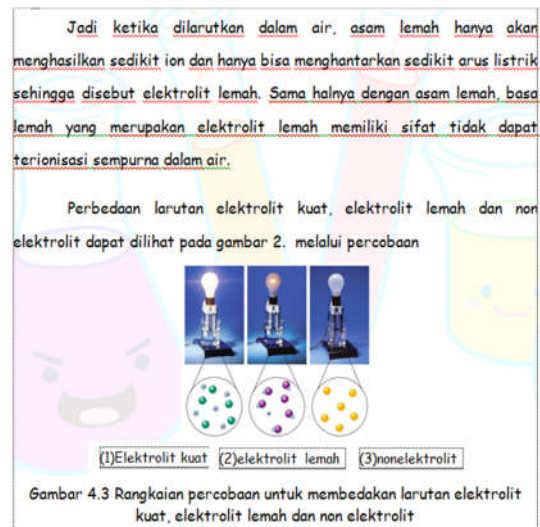 Jadi ketika dilarutkan dalam air, asam lemah hanya akan
menghasilkan sedikit ion dan hanya bisa menghantarkan sedikit arus listrik
sehingga disebut elektrolit lemah. Sama halnya dengan asam lemah, basa
lemah yang merupakan elektrolit lemah memiliki sifat tidak dapat
terionisasi sempurna dalam air.
Perbedaan larutan elektrolit kuat, elektrolit lemah dan non
elektrolit dapat dilihat pada gambar 2. melalui percobaan
(1)Elektrolit kuat (2)elektrolit lemah (3)nonelektrolit
Gambar 4.3 Rangkaian percobaan untuk membedakan larutan elektrolit
kuat, elektrolit lemah dan non elektrolit